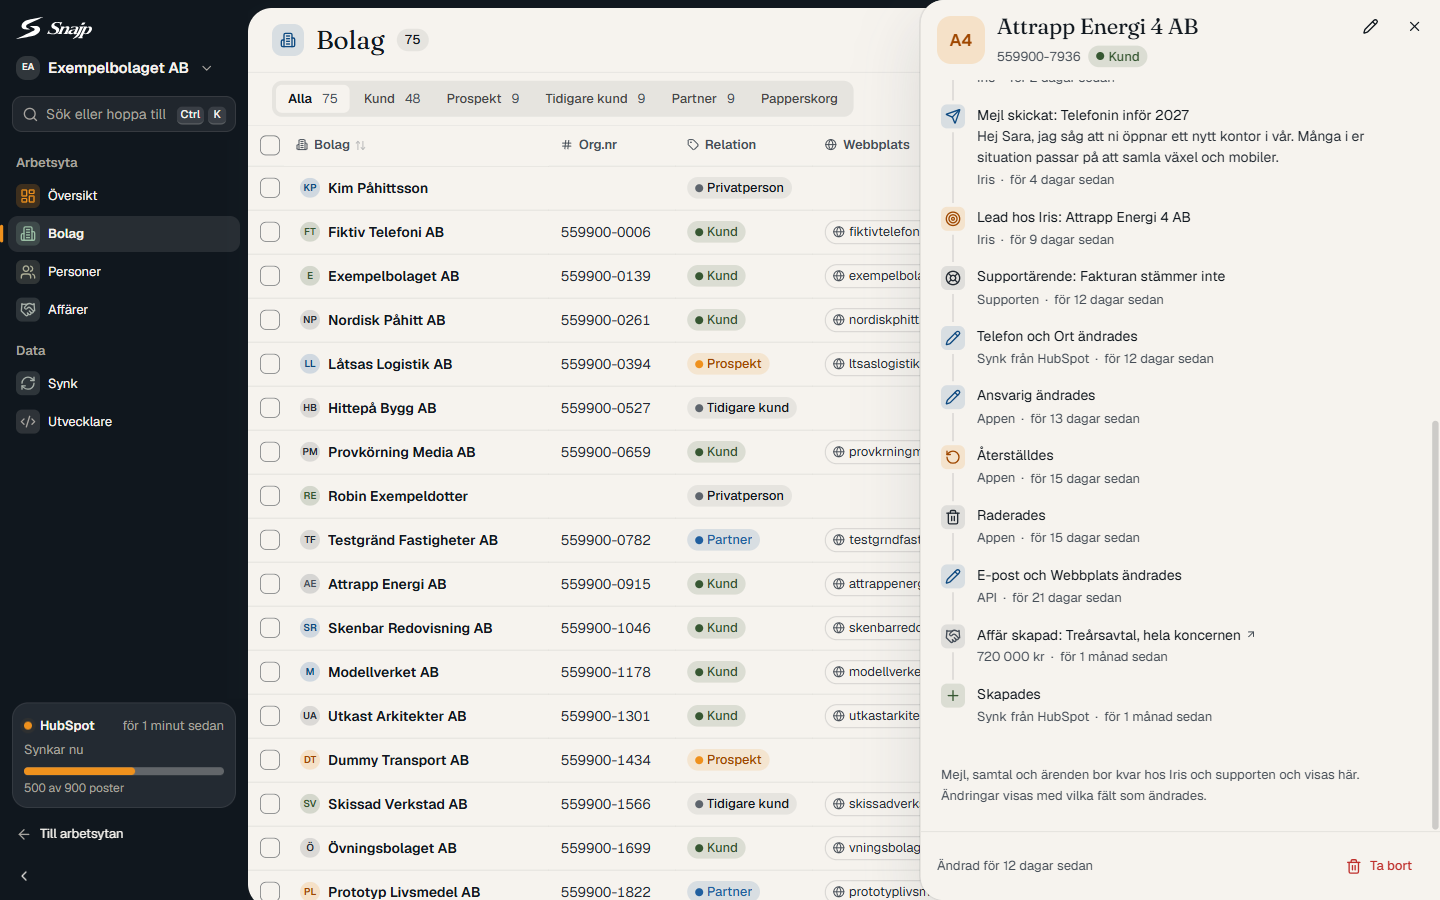 Snajp
EA Exempelbolaget AB
Sök eller hoppa till Ctrl K
Arbetsyta
Översikt
Bolag
Personer
Affärer
Data
Synk
Utvecklare
HubSpot för 1 minut sedan
Synkar nu
500 av 900 poster
Till arbetsytan
Bolag 75
Alla 75 Kund 48 Prospekt 9 Tidigare kund 9 Partner 9 Papperskorg
Bolag # Org.nr Relation Webbplats
KP Kim Påhittsson Privatperson
FT Fiktiv Telefoni AB 559900-0006 Kund fiktivtelefon
E Exempelbolaget AB 559900-0139 Kund exempelbola
NP Nordisk Påhitt AB 559900-0261 Kund nordiskphitt
LL Låtsas Logistik AB 559900-0394 Prospekt ltsaslogistik
HB Hittepå Bygg AB 559900-0527 Tidigare kund
PM Provkörning Media AB 559900-0659 Kund provkrningm
RE Robin Exempeldotter Privatperson
TF Testgränd Fastigheter AB 559900-0782 Partner testgrndfast
AE Attrapp Energi AB 559900-0915 Kund attrappenerg
SR Skenbar Redovisning AB 559900-1046 Kund skenbarredo
M Modellverket AB 559900-1178 Kund modellverke
UA Utkast Arkitekter AB 559900-1301 Kund utkastarkite
DT Dummy Transport AB 559900-1434 Prospekt
SV Skissad Verkstad AB 559900-1566 Tidigare kund skissadverk
Ö Övningsbolaget AB 559900-1699 Kund vningsbolag
PL Prototyp Livsmedel AB 559900-1822 Partner prototyplivsm
A4 Attrapp Energi 4 AB
559900-7936 Kund
Iris · för 2 dagar sedan
Mejl skickat: Telefonin inför 2027
Hej Sara, jag såg att ni öppnar ett nytt kontor i vår. Många i er
situation passar på att samla växel och mobiler.
Iris · för 4 dagar sedan
Lead hos Iris: Attrapp Energi 4 AB
Iris · för 9 dagar sedan
Supportärende: Fakturan stämmer inte
Supporten · för 12 dagar sedan
Telefon och Ort ändrades
Synk från HubSpot · för 12 dagar sedan
Ansvarig ändrades
Appen · för 13 dagar sedan
Återställdes
Appen · för 15 dagar sedan
Raderades
Appen · för 15 dagar sedan
E-post och Webbplats ändrades
API · för 21 dagar sedan
Affär skapad: Treårsavtal, hela koncernen
720 000 kr · för 1 månad sedan
Skapades
Synk från HubSpot · för 1 månad sedan
Mejl, samtal och ärenden bor kvar hos Iris och supporten och visas här.
Ändringar visas med vilka fält som ändrades.
Ändrad för 12 dagar sedan
Ta bort